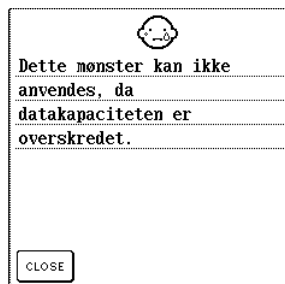 Dette mønster kan ikke
anvendes, da
datakapaciteten er
overskredet.
CLOSE